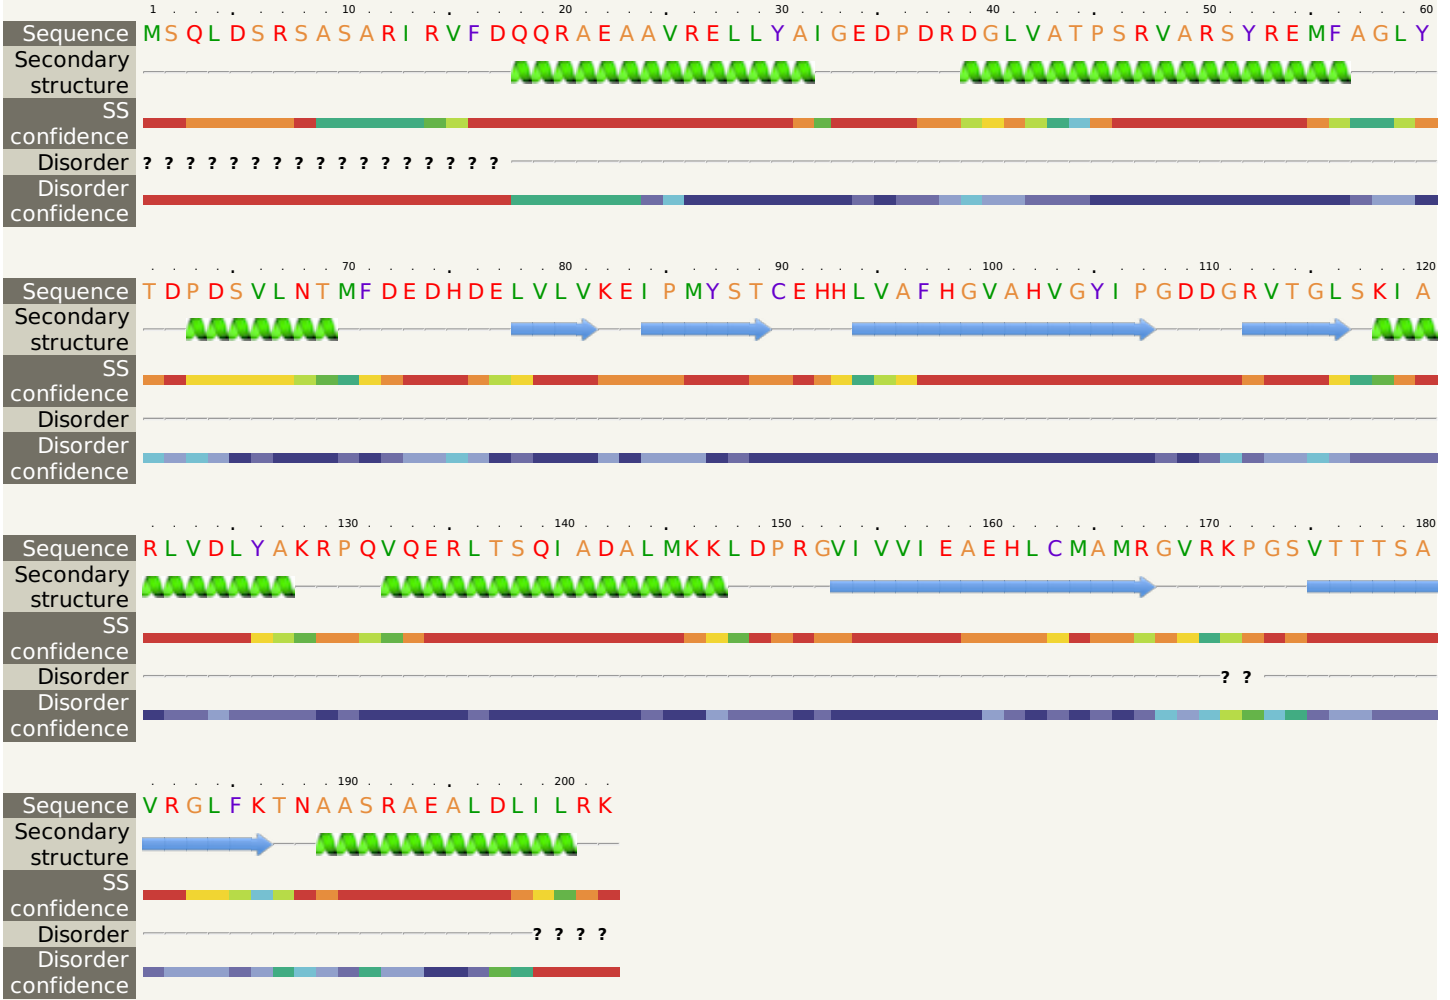 1 . . . . 10 . . . . 20 . . . . 30 . . . . 40 . . . . 50 . . . . 60
Sequence MSQLDSRSASARIRVFDQQRAEAAVRELLYAIGEDPDRDGLVATPSRVARSYREMFAGLY
Secondary
structure
SS
confidence
Disorder ? ? ? ? ? ? ? ? ? ? ? ? ? ? ? ? ?
Disorder
confidence
. . . . 70 . . . . 80 . . . . 90 . . . . 100 . . . . 110 . . . . 120
Sequence TDPDSVLNTMFDEDHDELVLVKEIPMYSTCEHHLVAFHGVAHVGYIPGDDGRVTGLSKIA
Secondary
structure
SS
confidence
Disorder
Disorder
confidence
. . . . 130 . . . . 140 . . . . 150 . . . . 160 . . . . 170 . . . . 180
Sequence RLVDLYAKRPQVQERLTSQIADALMKKLDPRGVIVVIEAEHLCMAMRGVRKPGSVTTTSA
Secondary
structure
SS
confidence
Disorder ? ?
Disorder
confidence
. . . . 190 . . . . 200 . .
Sequence VRGLFKTNAASRAEALDLILRK
Secondary
structure
SS
confidence
Disorder ? ? ? ?
Disorder
confidence